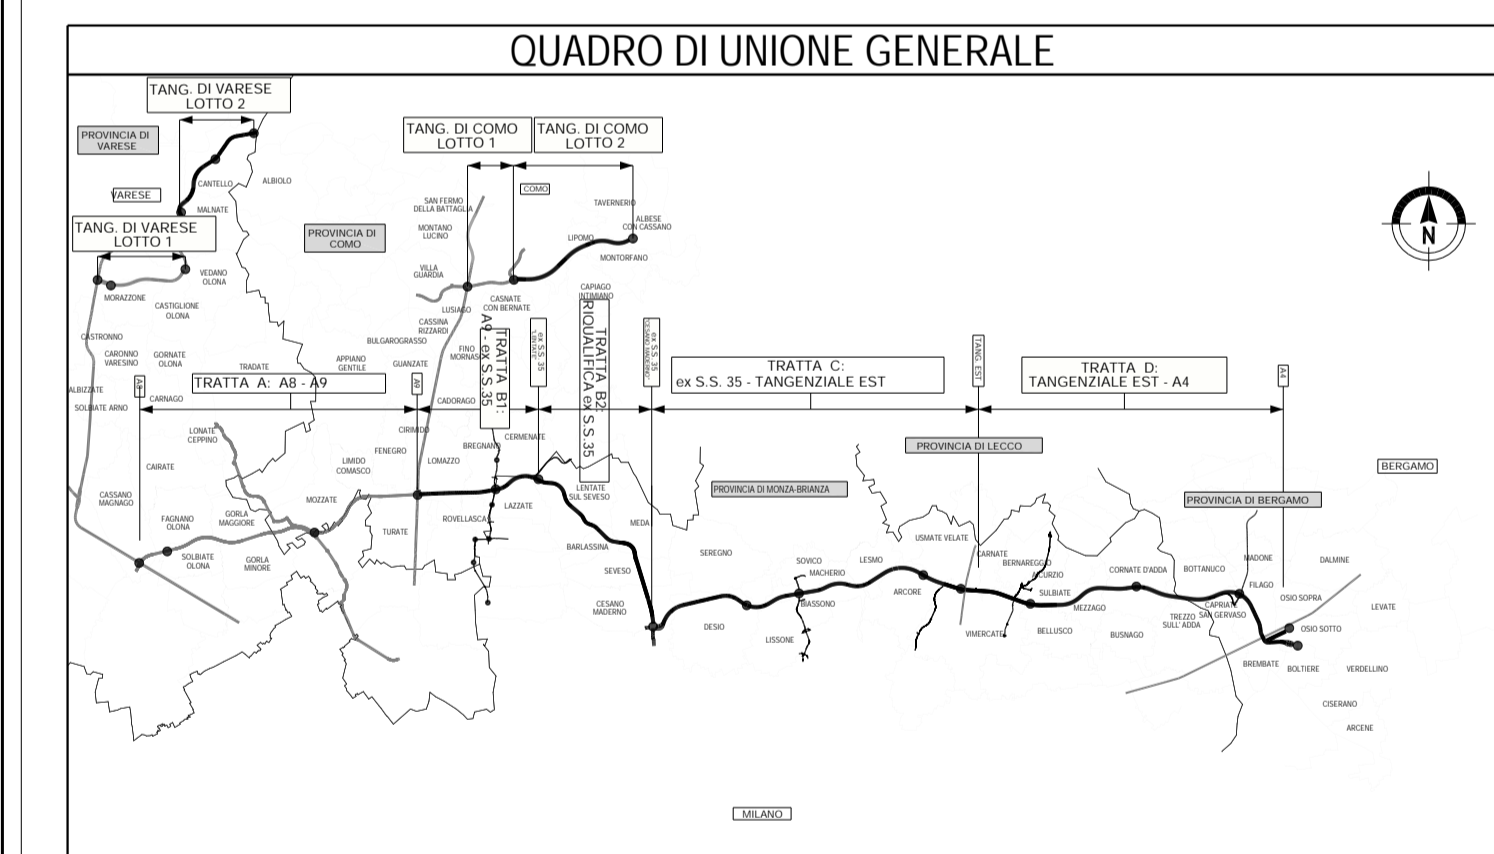 QUADRO DI UNIONE GENERALE
TANG. DI VARESE
LOTTO 2
PROVINCIA DI
VARESE
TANG. DI COMO
LOTTO 1
TANG. DI COMO
LOTTO 2
CANTELLO
ALBIOLO
VARESE
MALNATE
COMO
SAN FERMO
DELLA BATTAGLIA
TAVERNERIO
ALBESE
CON CASSANO
TANG. DI VARESE
LOTTO 1
PROVINCIA DI
COMO
MONTANO
LUCINO
LIPOMO
MONTORFANO
N
VILLA
GUARDIA
VEDANO
OLONA
MORAZZONE
CASTIGLIONE
OLONA
CAPIAGO
INTIMIANO
CASNATE
CON BERNATE
LUSIAGO
CASSINA
RIZZARDI
CASTRONNO
BULGAROGRASSO
CARONNO
VARESINO
GORNATE
OLONA
TRADATE
APPIANO
GENTILE
GUANZATE
FINO
MORNASCO
TRATTA B1:
A9 - ex S.S.35
ex S.S. 35
"LENTATE"
TRATTA B2:
RIQUALIFICA ex S.S.35
ex S.S. 35
"CESANO MADERNO"
TRATTA C:
ex S.S. 35 - TANGENZIALE EST
TANG. EST
TRATTA D:
TANGENZIALE EST - A4
A4
A8
TRATTA A: A8 - A9
A9
ALBIZZATE
SOLBIATE ARNO
CARNAGO
CADORAGO
LONATE
CEPPINO
CIRIMIDO
FENEGRO
BREGNANO
CERMENATE
PROVINCIA DI LECCO
BERGAMO
CAIRATE
LIMIDO
COMASCO
LOMAZZO
CASSANO
MAGNAGO
MOZZATE
LAZZATE
LENTATE
SUL SEVESO
PROVINCIA DI MONZA-BRIANZA
PROVINCIA DI BERGAMO
FAGNANO
OLONA
GORLA
MAGGIORE
TURATE
ROVELLASCA
MEDA
USMATE VELATE
BARLASSINA
SEREGNO
SOLBIATE
OLONA
GORLA
MINORE
SEVESO
SOVICO
MACHERIO
LESMO
CARNATE
BERNAREGGIO
AICURZIO
CORNATE D'ADDA
BOTTANUCO
MADONE
DALMINE
FILAGO
CESANO
MADERNO
BIASSONO
ARCORE
SULBIATE
MEZZAGO
CAPRIATE
SAN GERVASO
OSIO SOPRA
LEVATE
DESIO
LISSONE
VIMERCATE
BELLUSCO
BUSNAGO
TREZZO
SULL' ADDA
OSIO SOTTO
BREMBATE
BOLTIERE
VERDELLINO
CISERANO
ARCENE
MILANO